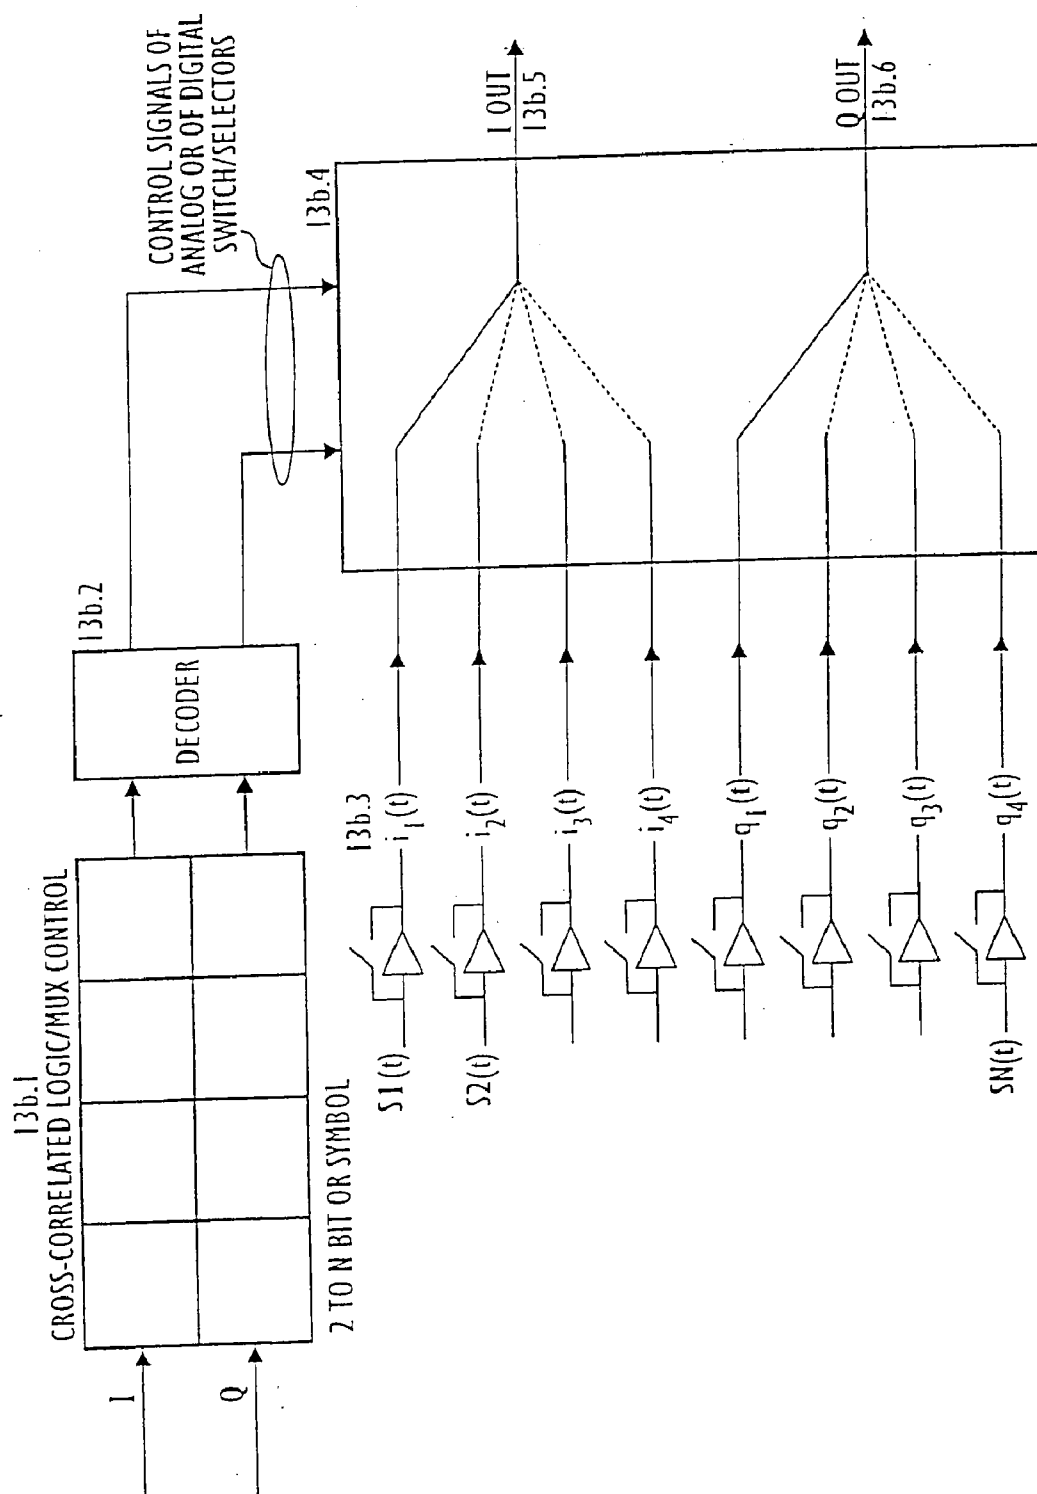 13b.1
CROSS-CORRELATED LOGIC/MUX CONTROL
I
Q
2 TO N BIT OR SYMBOL
13b.2
DECODER
CONTROL SIGNALS OF
ANALOG OR OF DIGITAL
SWITCH/SELECTORS
13b.4
13b.3
S1(t)
i1(t)
S2(t)
i2(t)
i3(t)
i4(t)
q1(t)
q2(t)
q3(t)
SN(t)
q4(t)
I OUT
13b.5
Q OUT
13b.6